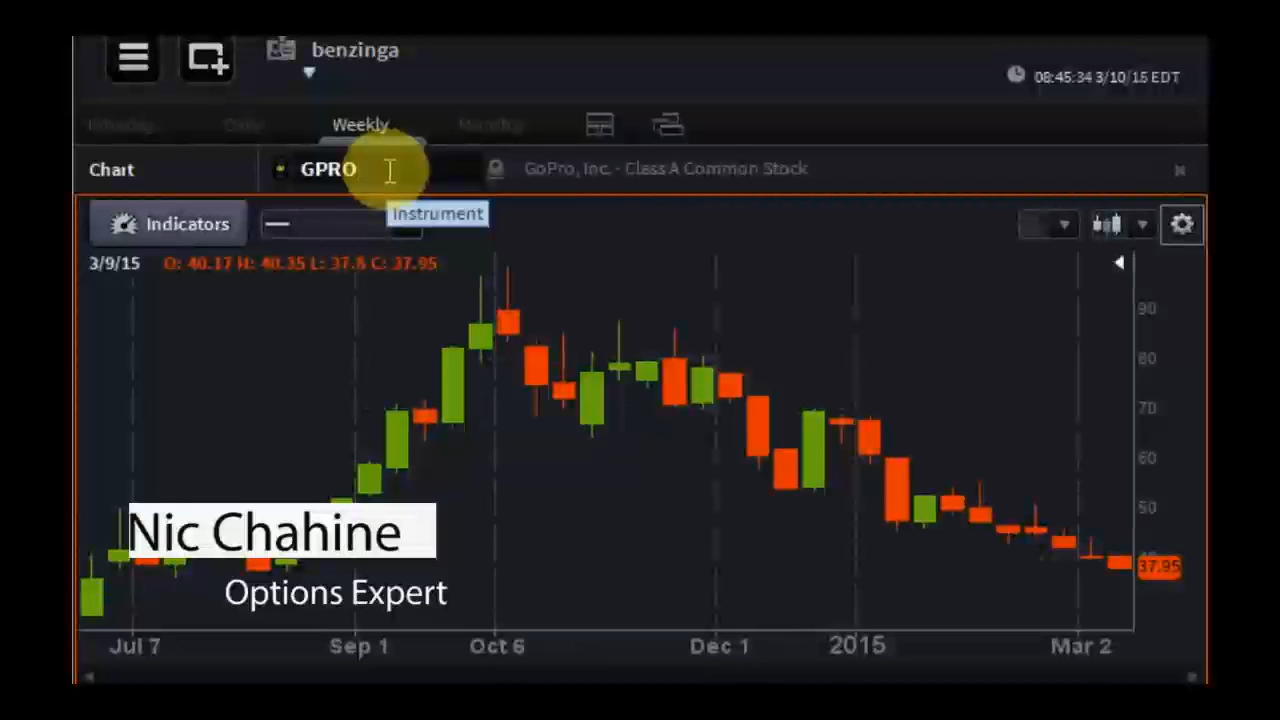 benzinga
08:45:34 3/10/15 EDT
Weekly
Chart
GPRO
GoPro, Inc. - Class A Common Stock
Instrument
Indicators
3/9/15 O: 40.17 H: 40.35 L: 37.8 C: 37.95
90
80
70
60
50
37.95
Nic Chahine
Options Expert
Jul 7 Sep 1 Oct 6 Dec 1 2015 Mar 2